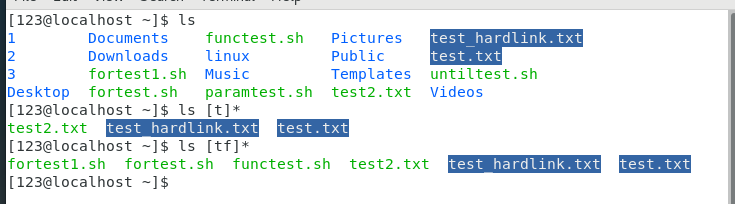 [123@localhost ~]$ ls
1        Documents    functest.sh   Pictures   test_hardlink.txt
2        Downloads    linux         Public     test.txt
3        fortest1.sh  Music         Templates  untiltest.sh
Desktop  fortest.sh   paramtest.sh  test2.txt  Videos
[123@localhost ~]$ ls [t]*
test2.txt  test_hardlink.txt  test.txt
[123@localhost ~]$ ls [tf]*
fortest1.sh  fortest.sh  functest.sh  test2.txt  test_hardlink.txt  test.txt
[123@localhost ~]$